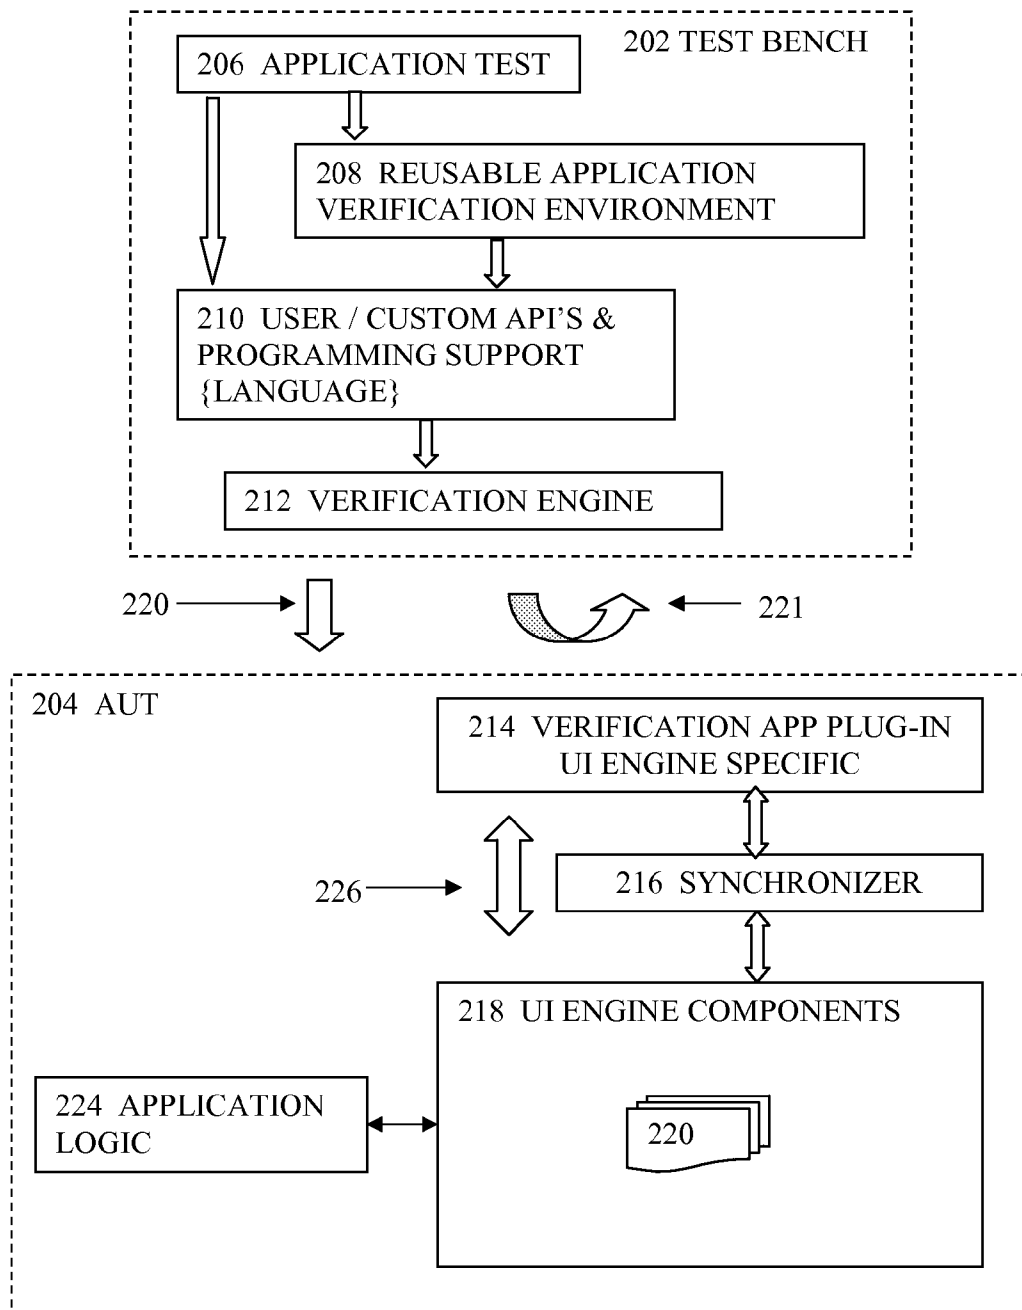 202 TEST BENCH
206 APPLICATION TEST
208 REUSABLE APPLICATION
VERIFICATION ENVIRONMENT
210 USER / CUSTOM API'S &
PROGRAMMING SUPPORT
{LANGUAGE}
212 VERIFICATION ENGINE
220
221
204 AUT
214 VERIFICATION APP PLUG-IN
UI ENGINE SPECIFIC
226
216 SYNCHRONIZER
218 UI ENGINE COMPONENTS
224 APPLICATION
LOGIC
220